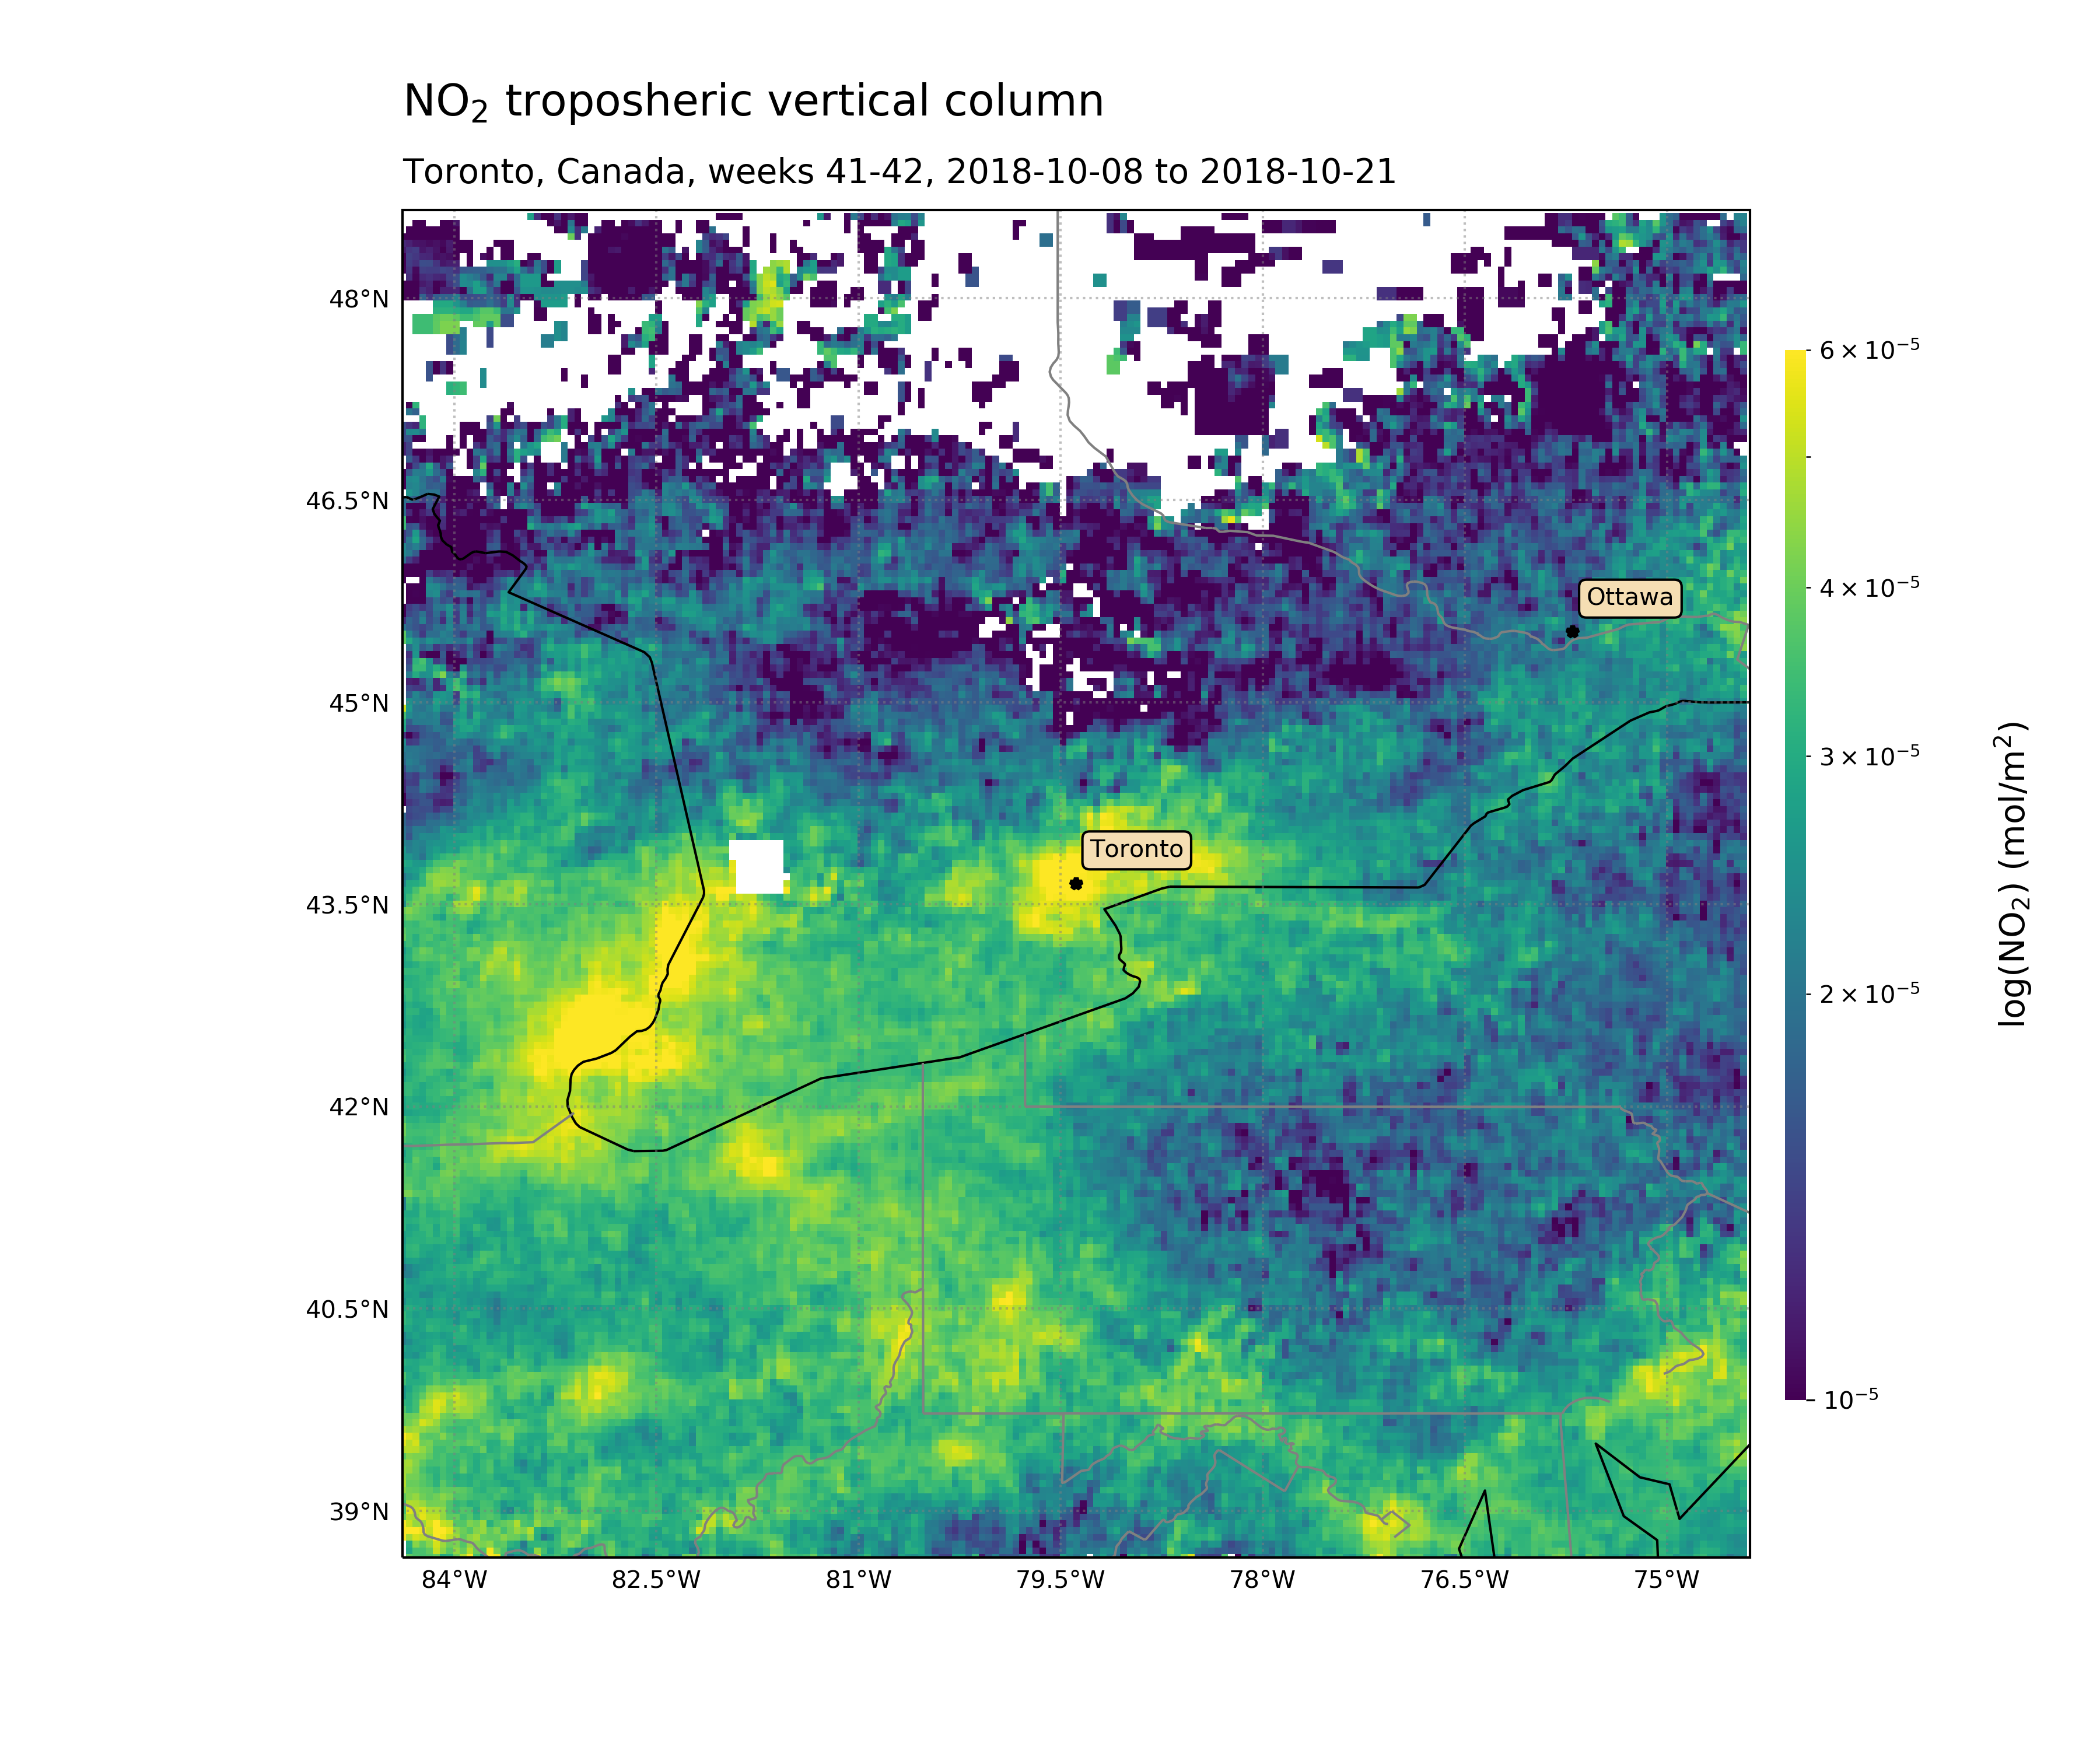 NO₂ troposheric vertical column
Toronto, Canada, weeks 41-42, 2018-10-08 to 2018-10-21
48°N
46.5°N
45°N
43.5°N
42°N
40.5°N
39°N
84°W 82.5°W 81°W 79.5°W 78°W 76.5°W 75°W
Ottawa
Toronto
6 × 10⁻⁵
4 × 10⁻⁵
3 × 10⁻⁵
2 × 10⁻⁵
10⁻⁵
log(NO₂) (mol/m²)